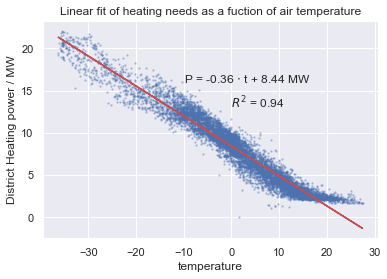 Linear fit of heating needs as a fuction of air temperature
District Heating power / MW
20
15
10
5
0
P = -0.36 · t + 8.44 MW
R² = 0.94
−30 −20 −10 0 10 20 30
temperature